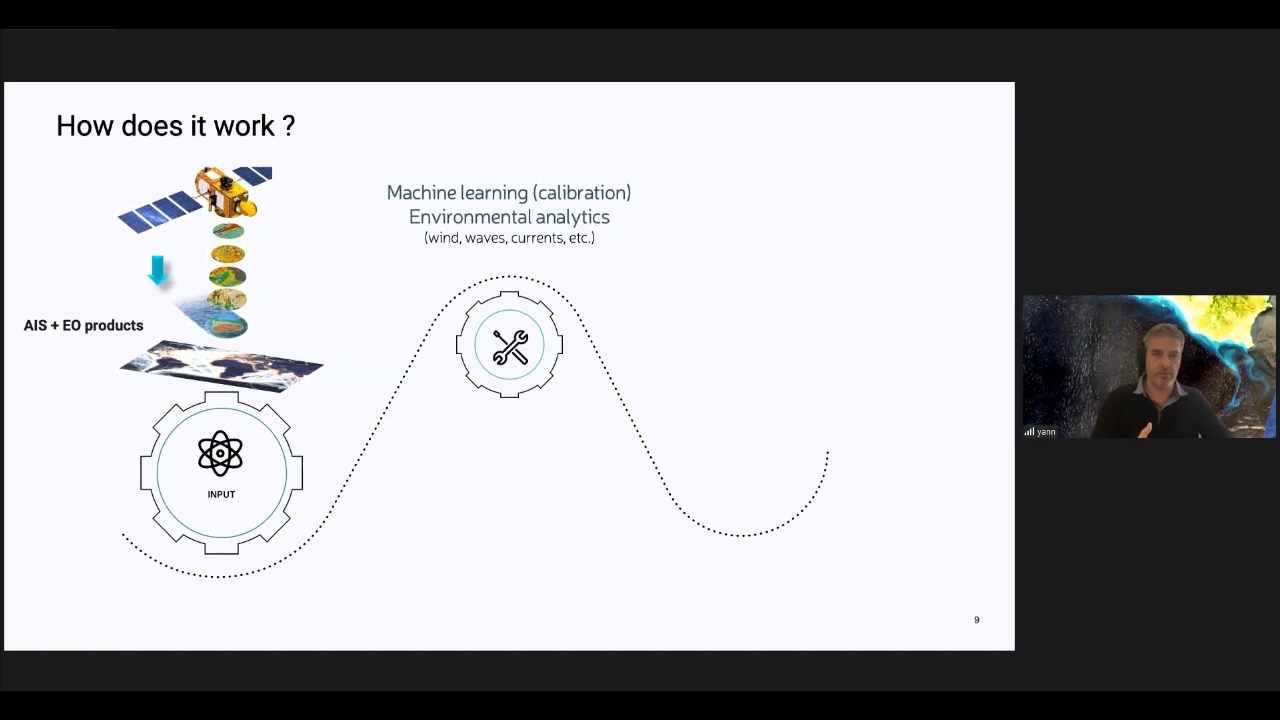 How does it work ?
Machine learning (calibration)
Environmental analytics
(wind, waves, currents, etc.)
AIS + EO products
INPUT
9
yann